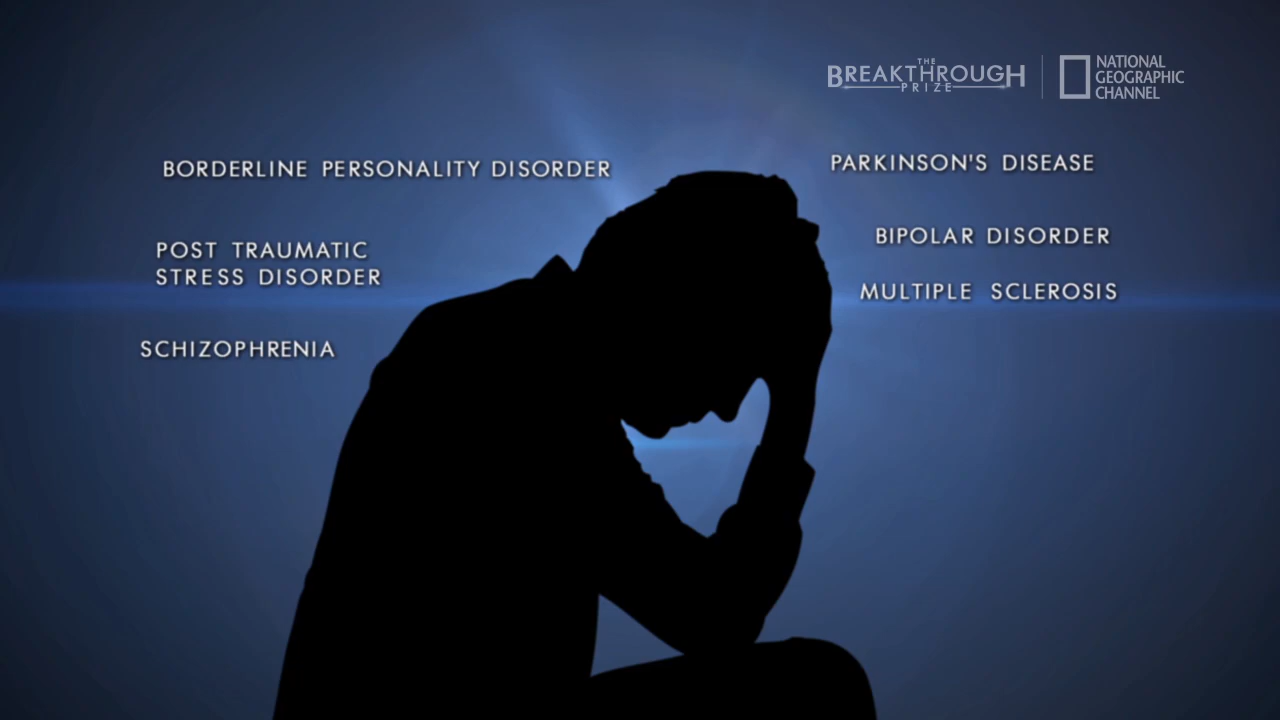 THE
BREAKTHROUGH
PRIZE
NATIONAL
GEOGRAPHIC
CHANNEL
BORDERLINE PERSONALITY DISORDER
PARKINSON'S DISEASE
POST TRAUMATIC
STRESS DISORDER
BIPOLAR DISORDER
MULTIPLE SCLEROSIS
SCHIZOPHRENIA